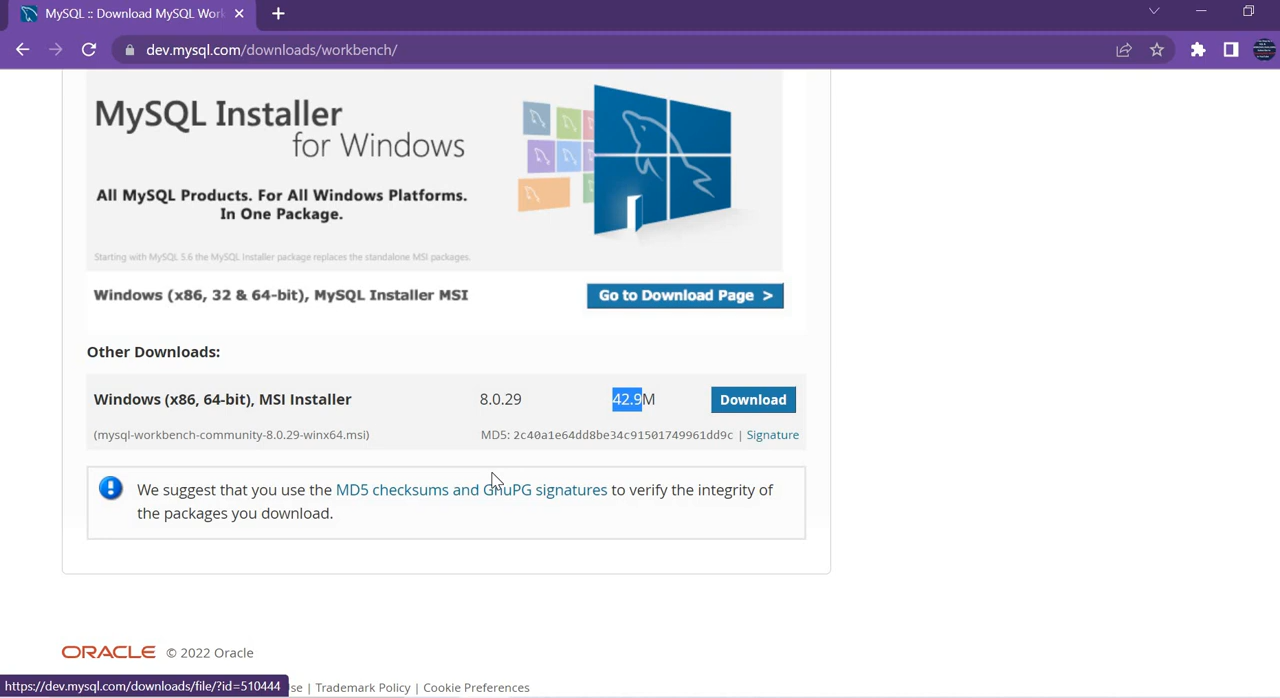 MySQL :: Download MySQL Wor
dev.mysql.com/downloads/workbench/
MySQL Installer
for Windows
All MySQL Products. For All Windows Platforms.
In One Package.
Starting with MySQL 5.6 the MySQL Installer package replaces the standalone MSI packages.
Windows (x86, 32 & 64-bit), MySQL Installer MSI
Go to Download Page >
Other Downloads:
Windows (x86, 64-bit), MSI Installer 8.0.29 42.9M Download
(mysql-workbench-community-8.0.29-winx64.msi) MD5: 2c40a1e64dd8be34c91501749961dd9c | Signature
We suggest that you use the MD5 checksums and GnuPG signatures to verify the integrity of
the packages you download.
ORACLE © 2022 Oracle
https://dev.mysql.com/downloads/file/?id=510444 se | Trademark Policy | Cookie Preferences